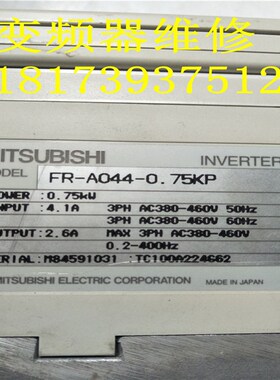 变频器维修
18173937512
MITSUBISHI INVERTER
MODEL FR-A044-0.75KP
POWER :0.75kW
INPUT :4.1A 3PH AC380-460V 50Hz
3PH AC380-460V 60Hz
OUTPUT:2.6A MAX 3PH AC380-460V
0.2-400Hz
SERIAL:M84591031 :TC100A224G62
MITSUBISHI ELECTRIC CORPORATION MADE IN JAPAN